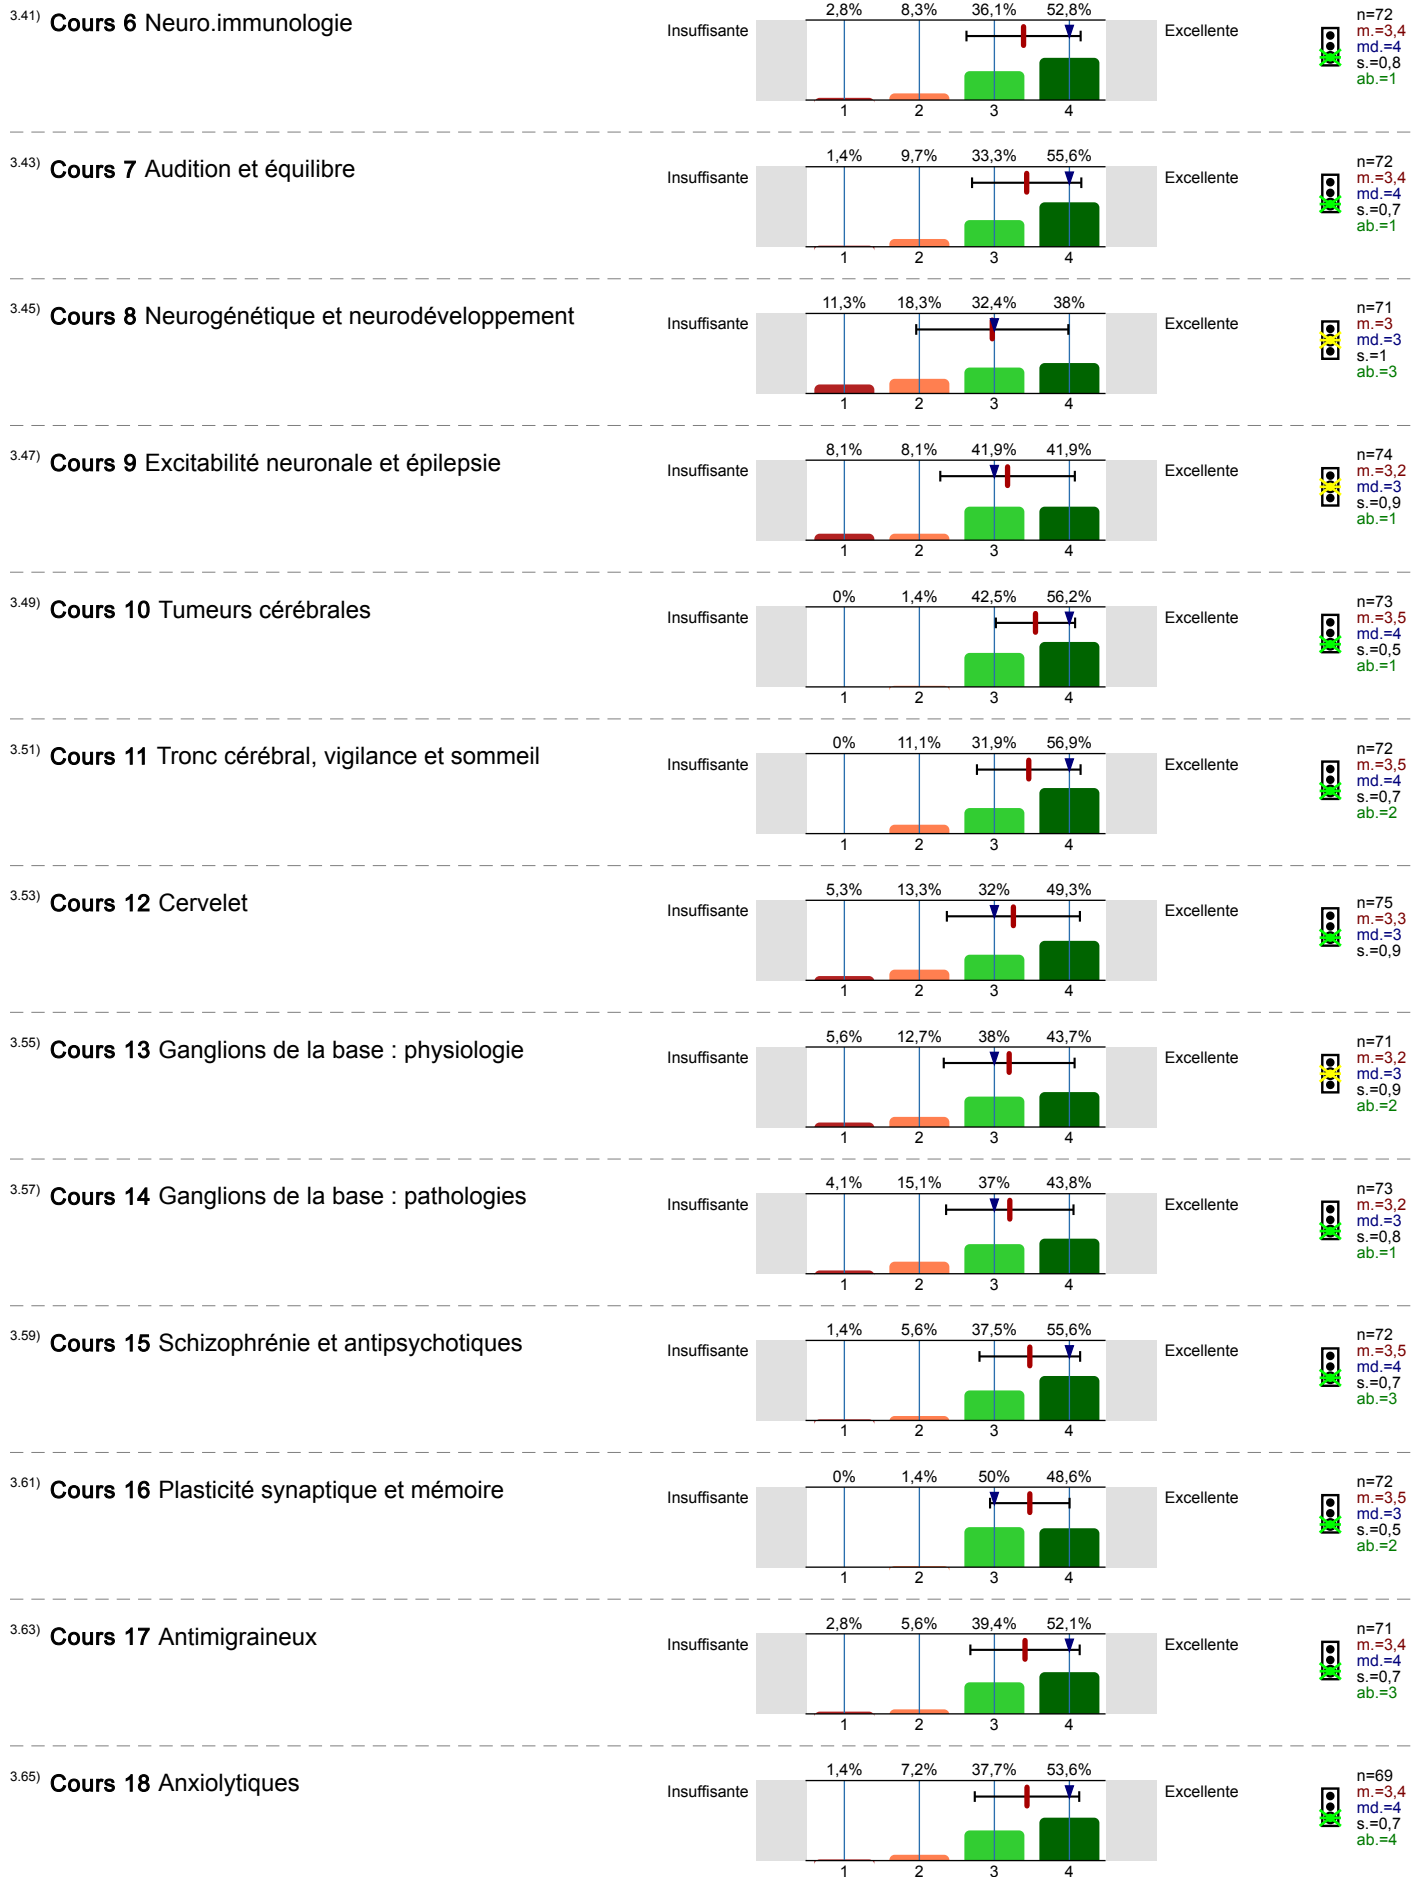 3.41) Cours 6 Neuro.immunologie
2,8% 8,3% 36,1% 52,8%
Insuffisante Excellente
1 2 3 4
n=72
m.=3,4
md.=4
s.=0,8
ab.=1
3.43) Cours 7 Audition et équilibre
1,4% 9,7% 33,3% 55,6%
Insuffisante Excellente
1 2 3 4
n=72
m.=3,4
md.=4
s.=0,7
ab.=1
3.45) Cours 8 Neurogénétique et neurodéveloppement
11,3% 18,3% 32,4% 38%
Insuffisante Excellente
1 2 3 4
n=71
m.=3
md.=3
s.=1
ab.=3
3.47) Cours 9 Excitabilité neuronale et épilepsie
8,1% 8,1% 41,9% 41,9%
Insuffisante Excellente
1 2 3 4
n=74
m.=3,2
md.=3
s.=0,9
ab.=1
3.49) Cours 10 Tumeurs cérébrales
0% 1,4% 42,5% 56,2%
Insuffisante Excellente
1 2 3 4
n=73
m.=3,5
md.=4
s.=0,5
ab.=1
3.51) Cours 11 Tronc cérébral, vigilance et sommeil
0% 11,1% 31,9% 56,9%
Insuffisante Excellente
1 2 3 4
n=72
m.=3,5
md.=4
s.=0,7
ab.=2
3.53) Cours 12 Cervelet
5,3% 13,3% 32% 49,3%
Insuffisante Excellente
1 2 3 4
n=75
m.=3,3
md.=3
s.=0,9
3.55) Cours 13 Ganglions de la base : physiologie
5,6% 12,7% 38% 43,7%
Insuffisante Excellente
1 2 3 4
n=71
m.=3,2
md.=3
s.=0,9
ab.=2
3.57) Cours 14 Ganglions de la base : pathologies
4,1% 15,1% 37% 43,8%
Insuffisante Excellente
1 2 3 4
n=73
m.=3,2
md.=3
s.=0,8
ab.=1
3.59) Cours 15 Schizophrénie et antipsychotiques
1,4% 5,6% 37,5% 55,6%
Insuffisante Excellente
1 2 3 4
n=72
m.=3,5
md.=4
s.=0,7
ab.=3
3.61) Cours 16 Plasticité synaptique et mémoire
0% 1,4% 50% 48,6%
Insuffisante Excellente
1 2 3 4
n=72
m.=3,5
md.=3
s.=0,5
ab.=2
3.63) Cours 17 Antimigraineux
2,8% 5,6% 39,4% 52,1%
Insuffisante Excellente
1 2 3 4
n=71
m.=3,4
md.=4
s.=0,7
ab.=3
3.65) Cours 18 Anxiolytiques
1,4% 7,2% 37,7% 53,6%
Insuffisante Excellente
1 2 3 4
n=69
m.=3,4
md.=4
s.=0,7
ab.=4